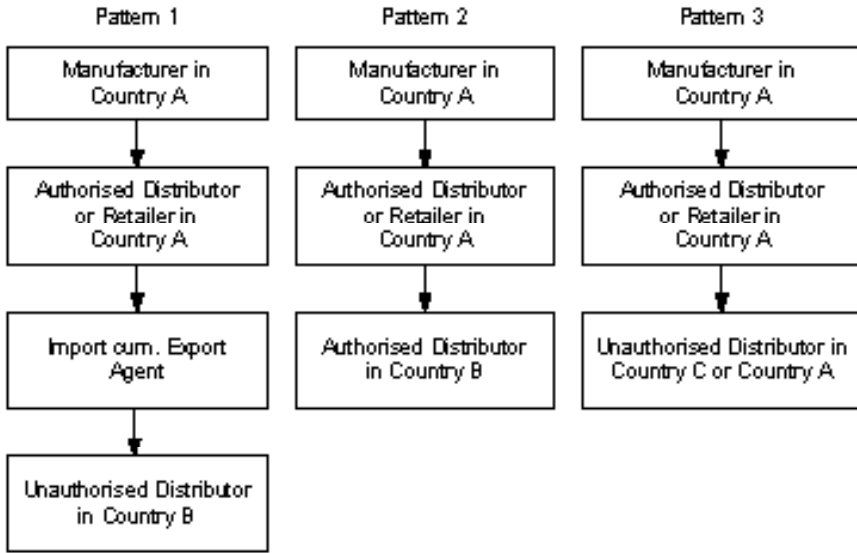 Pattern 1
Manufacturer in
Country A
Authorised Distributor
or Retailer in
Country A
Import cum. Export
Agent
Unauthorised Distributor
in Country B
Pattern 2
Manufacturer in
Country A
Authorised Distributor
or Retailer in
Country A
Authorised Distributor
in Country B
Pattern 3
Manufacturer in
Country A
Authorised Distributor
or Retailer in
Country A
Unauthorised Distributor in
Country C or Country A